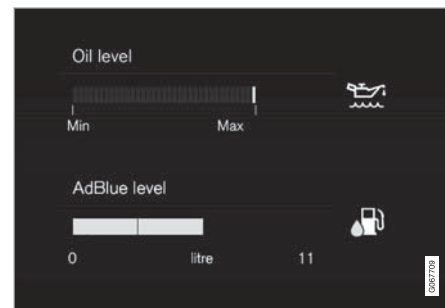 Oil level
Min Max
AdBlue level
0 litre 11
G067709